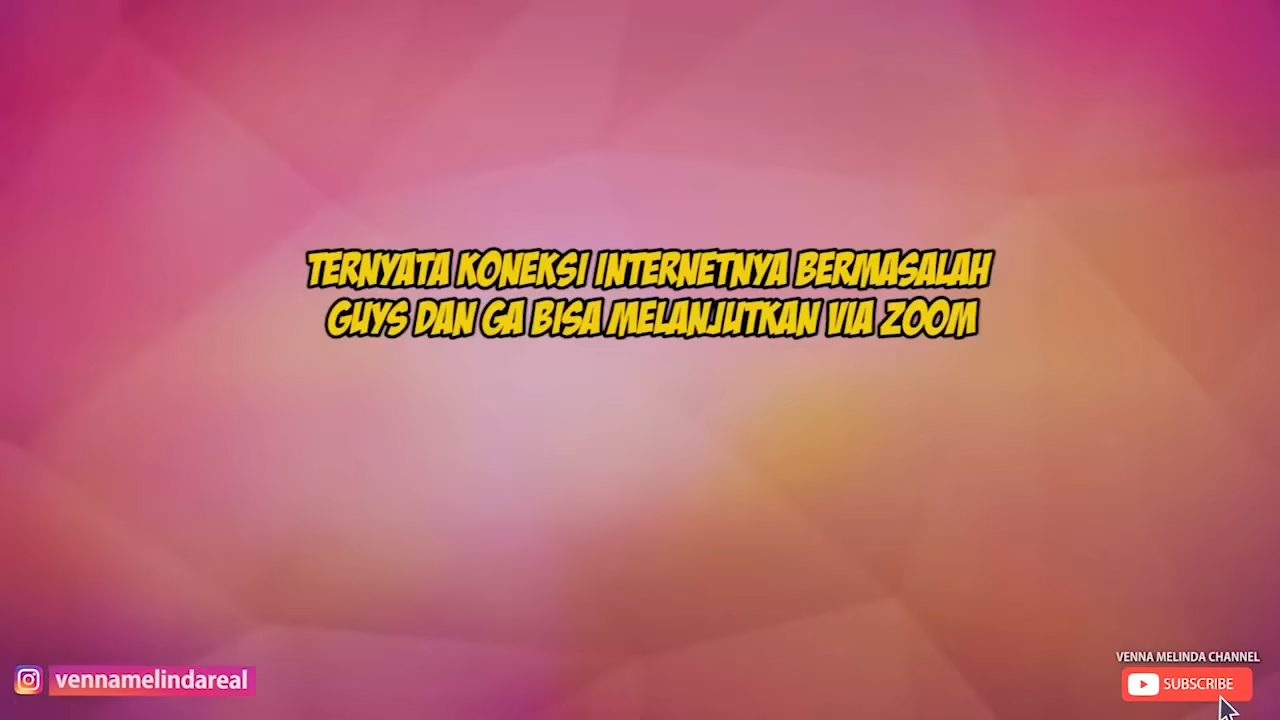 TERNYATA KONEKSI INTERNETNYA BERMASALAH
GUYS DAN GA BISA MELANJUTKAN VIA ZOOM
VENNA MELINDA CHANNEL
vennamelindareal
SUBSCRIBE